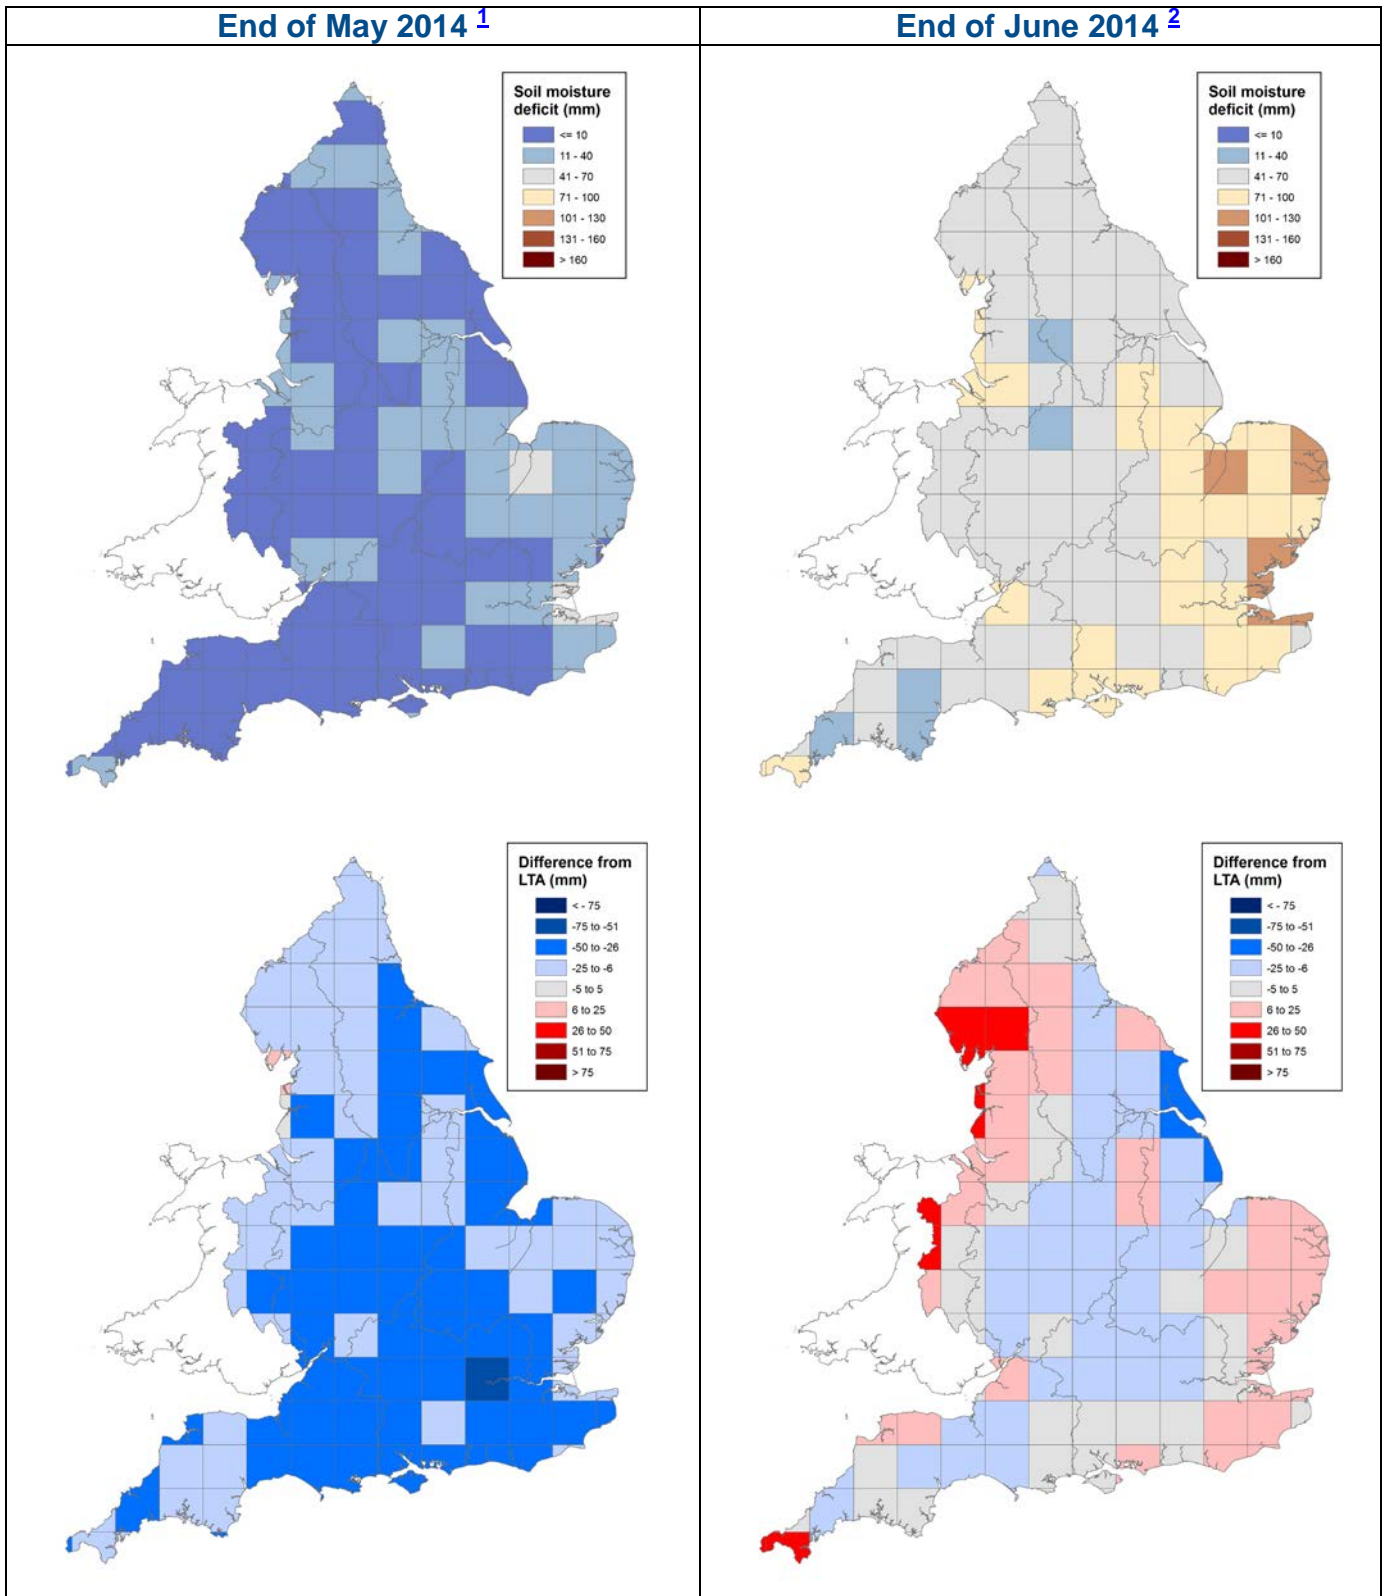 End of May 2014 1
End of June 2014 2
Soil moisture
deficit (mm)
<= 10
11 - 40
41 - 70
71 - 100
101 - 130
131 - 160
> 160
Soil moisture
deficit (mm)
<= 10
11 - 40
41 - 70
71 - 100
101 - 130
131 - 160
> 160
Difference from
LTA (mm)
< - 75
-75 to -51
-50 to -26
-25 to -6
-5 to 5
6 to 25
26 to 50
51 to 75
> 75
Difference from
LTA (mm)
< - 75
-75 to -51
-50 to -26
-25 to -6
-5 to 5
6 to 25
26 to 50
51 to 75
> 75